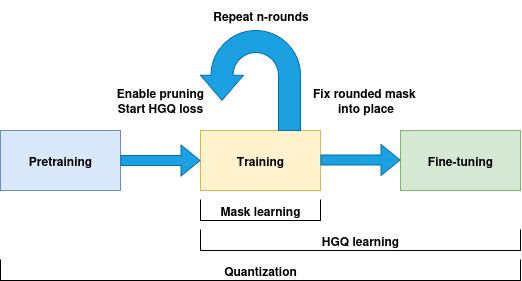 Repeat n-rounds
Enable pruning
Start HGQ loss
Fix rounded mask
into place
Pretraining
Training
Fine-tuning
Mask learning
HGQ learning
Quantization